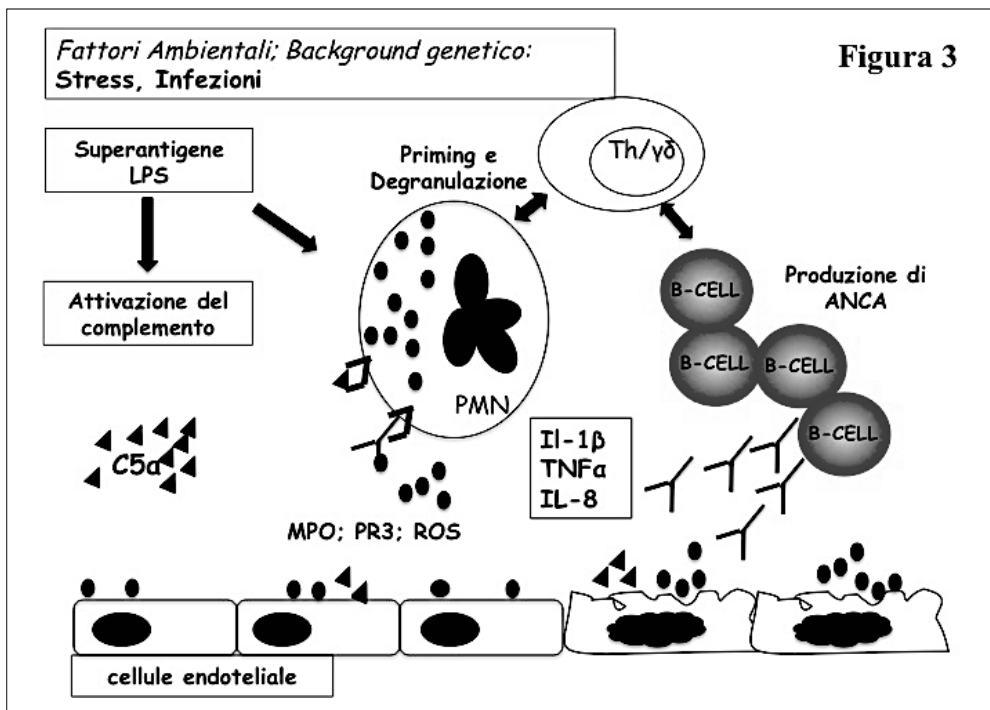 Fattori Ambientali; Background genetico:
Stress, Infezioni
Figura 3
Superantigene
LPS
Priming e
Degranulazione
Th/γδ
Attivazione del
complemento
PMN
B-CELL
B-CELL
B-CELL
B-CELL
Produzione di
ANCA
C5a
Il-1β
TNFα
IL-8
MPO; PR3; ROS
cellule endoteliale